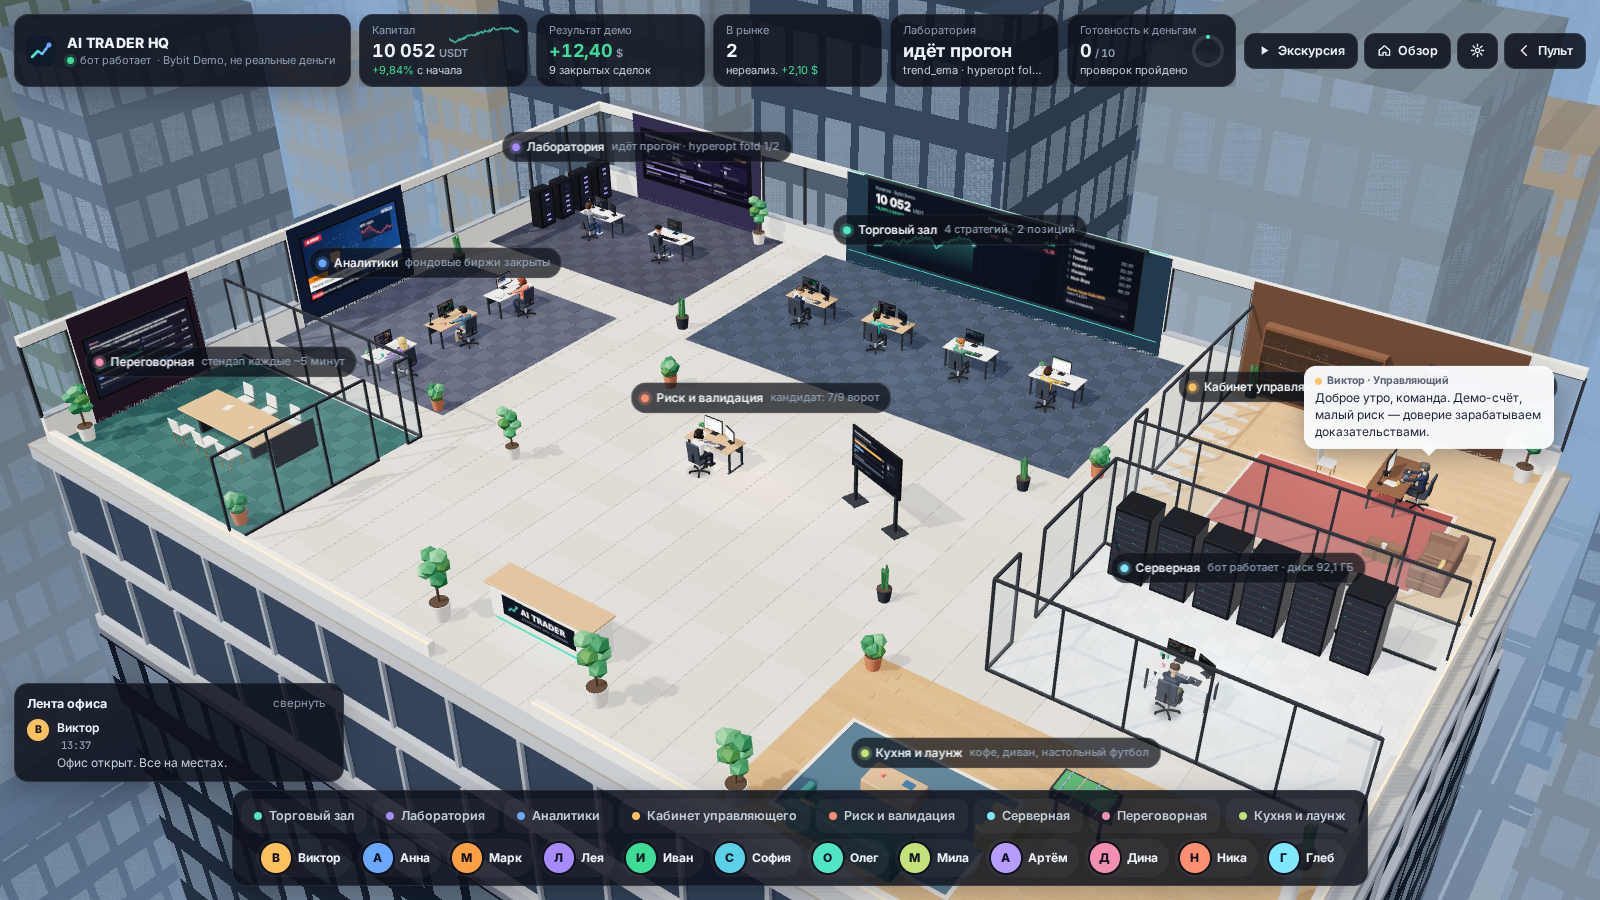 AI TRADER HQ
бот работает · Bybit Demo, не реальные деньги
Капитал
10 052 USDT
+9,84% с начала
Результат демо
+12,40 $
9 закрытых сделок
В рынке
2
нереализ. +2,10 $
Лаборатория
идёт прогон
trend_ema · hyperopt fol…
Готовность к деньгам
0 / 10
проверок пройдено
Экскурсия
Обзор
Пульт
Лаборатория идёт прогон · hyperopt fold 1/2
10 052 USDT
Торговый зал 4 стратегий · 2 позиций
Аналитики фондовые биржи закрыты
Переговорная стендап каждые ~5 минут
Риск и валидация кандидат: 7/9 ворот
Кабинет управля
Виктор · Управляющий
Доброе утро, команда. Демо-счёт,
малый риск — доверие зарабатываем
доказательствами.
Серверная бот работает · диск 92,1 ГБ
AI TRADER
Кухня и лаунж кофе, диван, настольный футбол
Лента офиса свернуть
В Виктор
13:37
Офис открыт. Все на местах.
Торговый зал Лаборатория Аналитики Кабинет управляющего Риск и валидация Серверная Переговорная Кухня и лаунж
В Виктор А Анна М Марк Л Лея И Иван С София О Олег М Мила А Артём Д Дина Н Ника Г Глеб